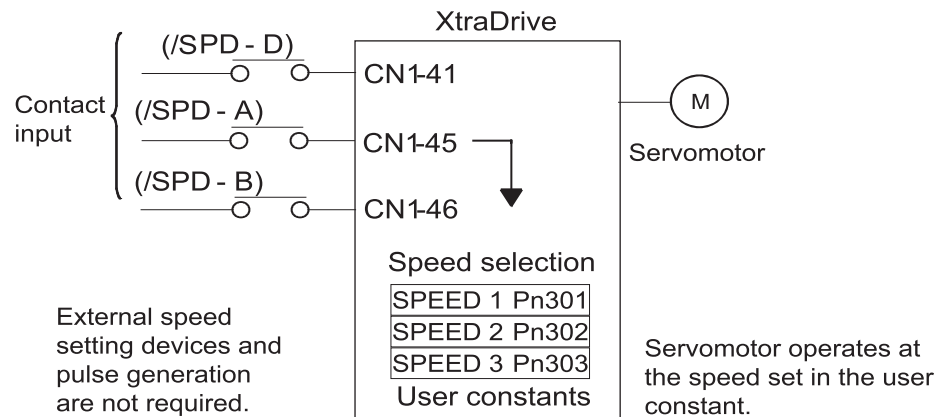 XtraDrive
(/SPD - D)
CN1-41
Contact
input
(/SPD - A)
CN1-45
M
Servomotor
(/SPD - B)
CN1-46
Speed selection
SPEED 1 Pn301
SPEED 2 Pn302
SPEED 3 Pn303
User constants
External speed
setting devices and
pulse generation
are not required.
Servomotor operates at
the speed set in the user
constant.